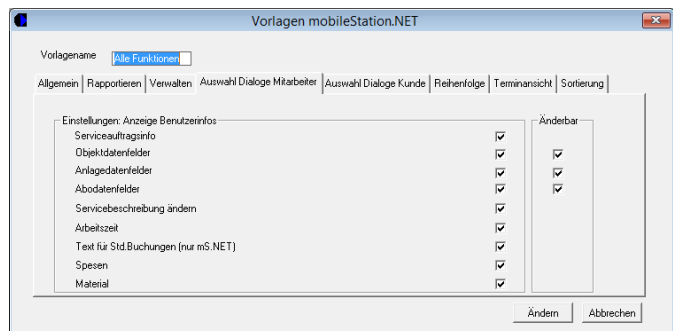 Vorlagen mobileStation.NET
Vorlagename Alle Funktionen
Allgemein Rapportieren Verwalten Auswahl Dialoge Mitarbeiter Auswahl Dialoge Kunde Reihenfolge Terminansicht Sortierung
Einstellungen: Anzeige Benutzerinfos Änderbar
Serviceauftragsinfo
Objektdatenfelder
Anlagedatenfelder
Abodatenfelder
Servicebeschreibung ändern
Arbeitszeit
Text für Std.Buchungen (nur mS.NET)
Spesen
Material
Ändern Abbrechen